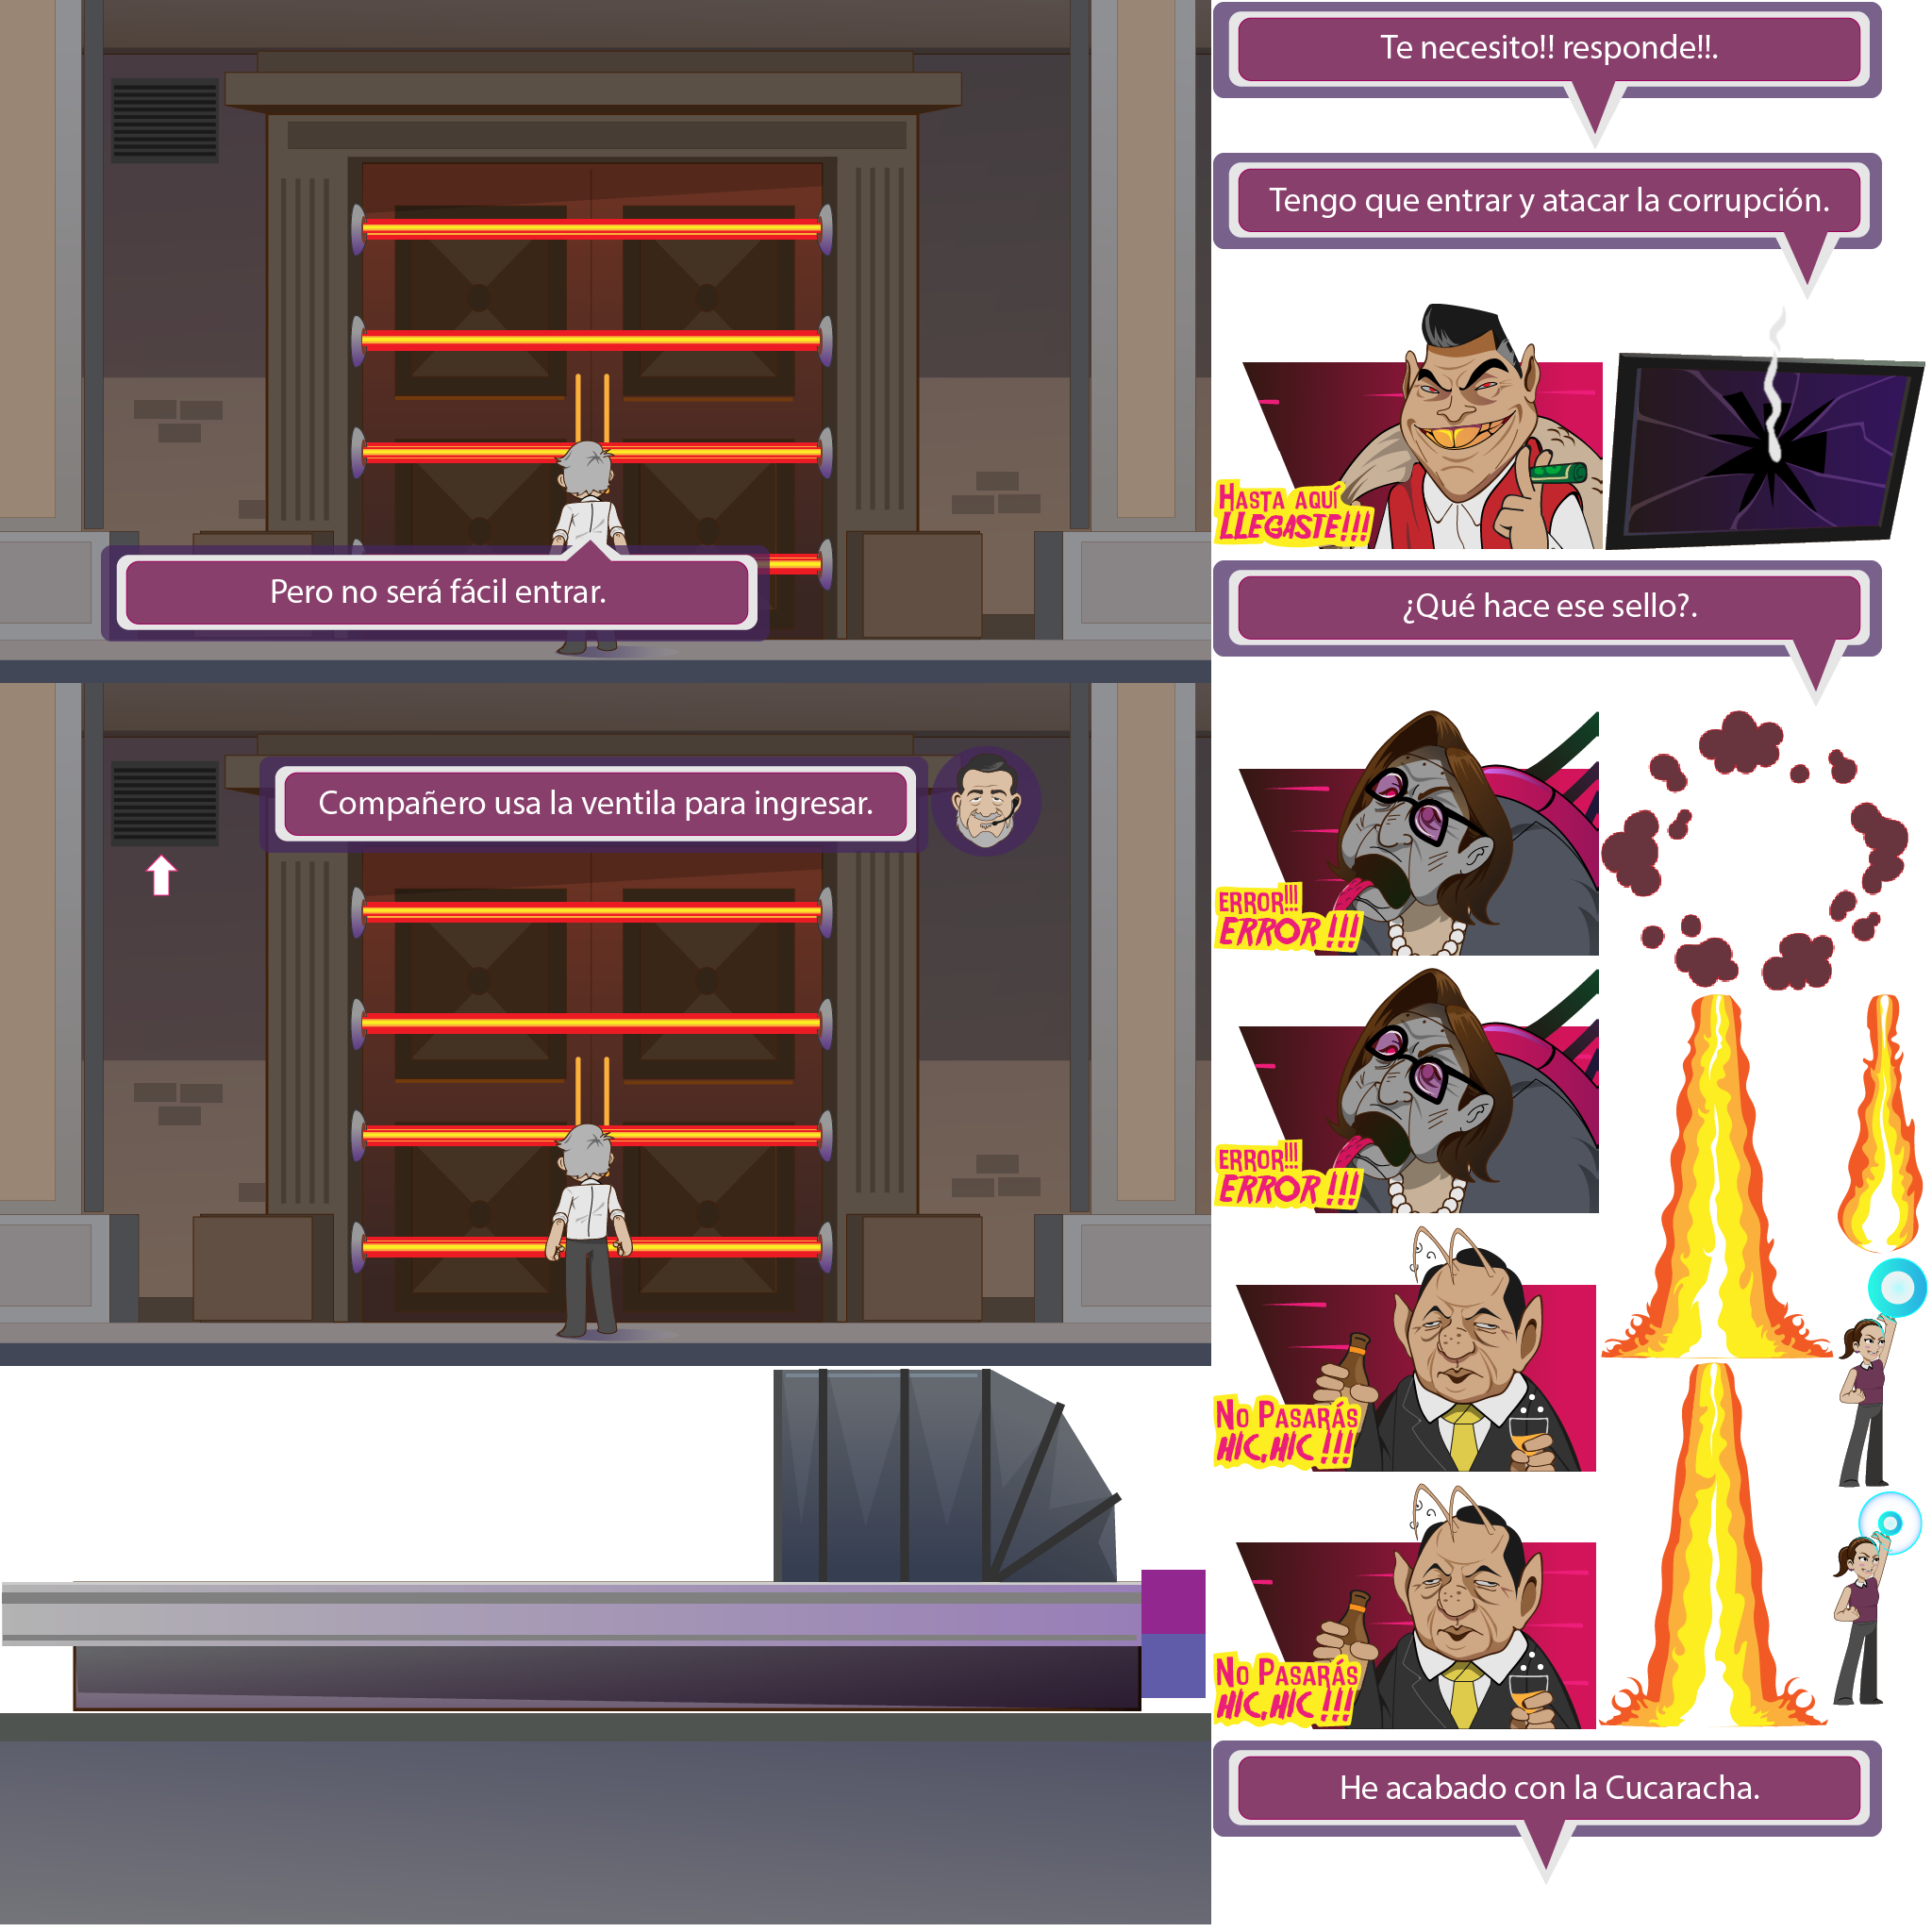 Pero no será fácil entrar.
Compañero usa la ventila para ingresar.
Te necesito!! responde!!.
Tengo que entrar y atacar la corrupción.
HASTA AQUÍ
LLEGASTE!!!
¿Qué hace ese sello?.
ERROR!!!
ERROR!!!
ERROR!!!
ERROR!!!
NO PASARÁS
HIC,HIC!!!
NO PASARÁS
HIC,HIC!!!
He acabado con la Cucaracha.